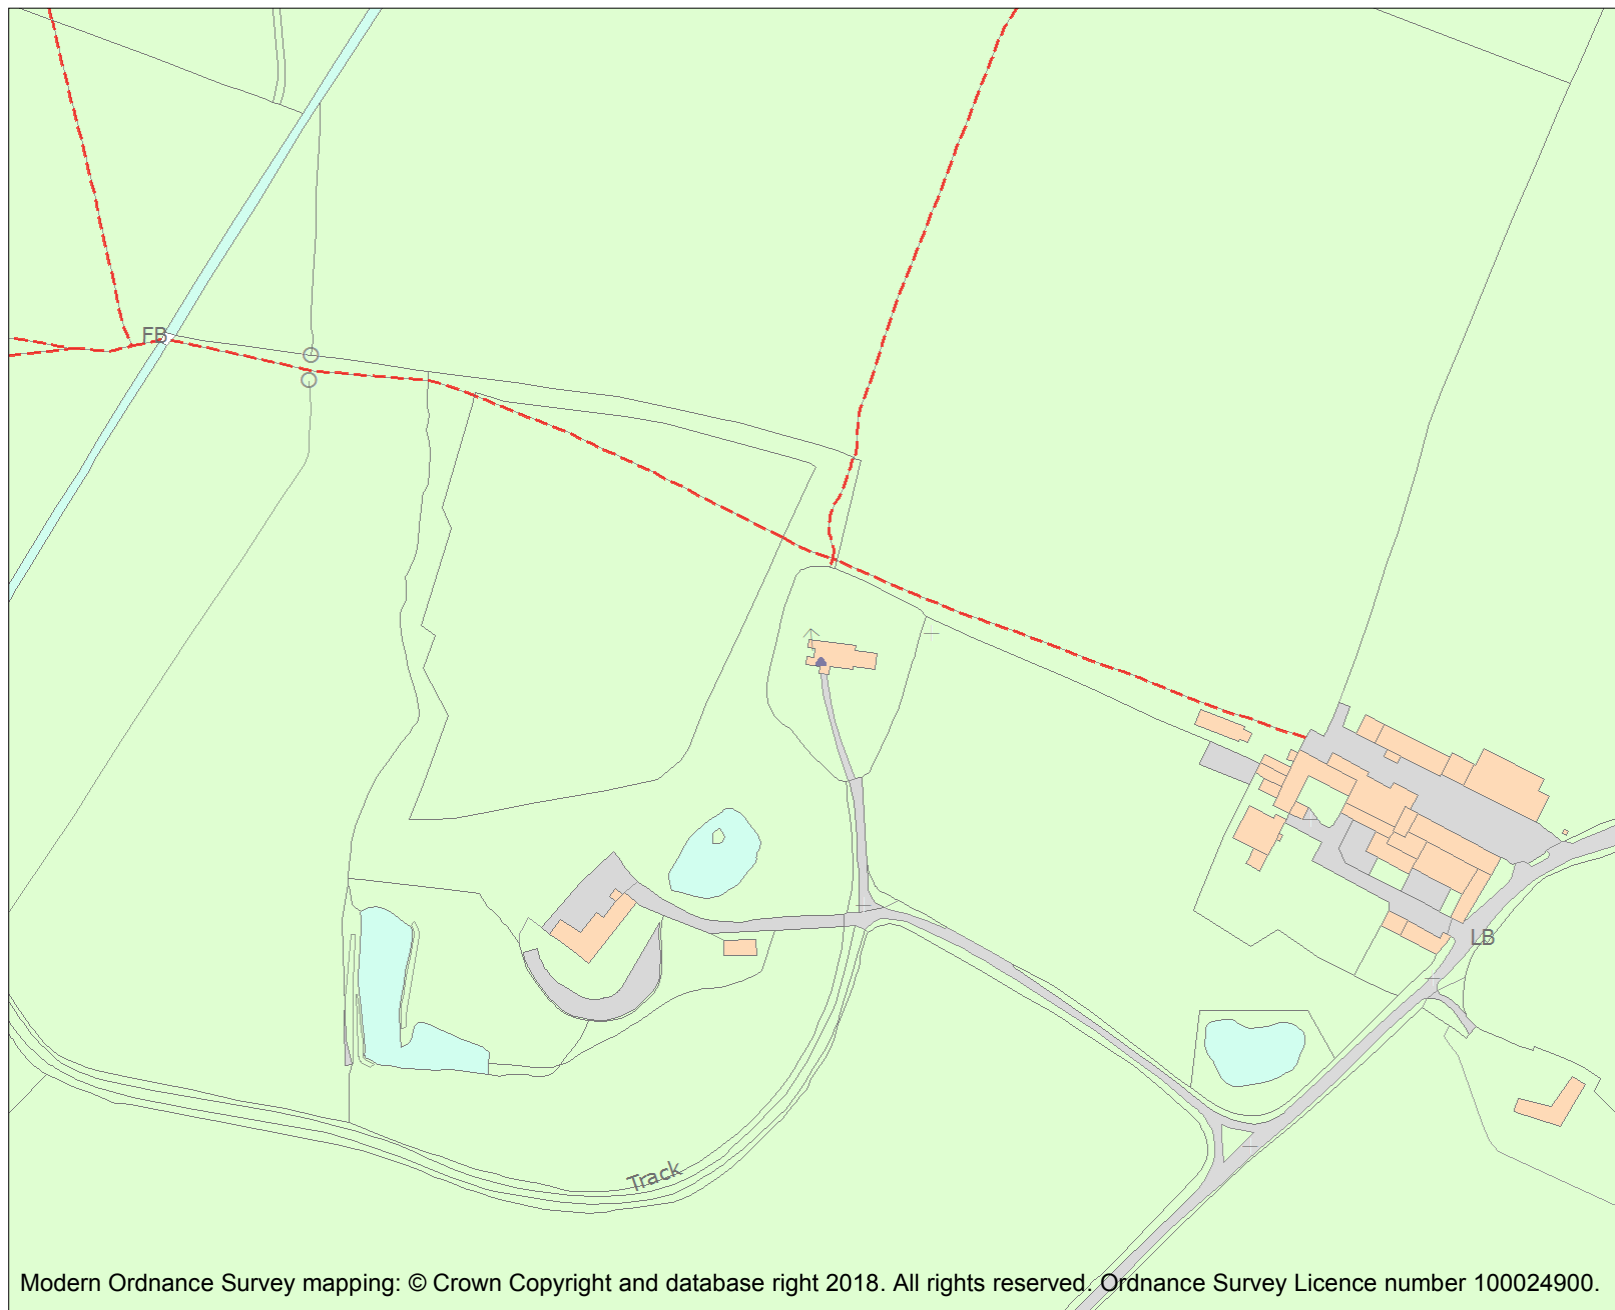 FB
LB
Track
Modern Ordnance Survey mapping: © Crown Copyright and database right 2018. All rights reserved. Ordnance Survey Licence number 100024900.